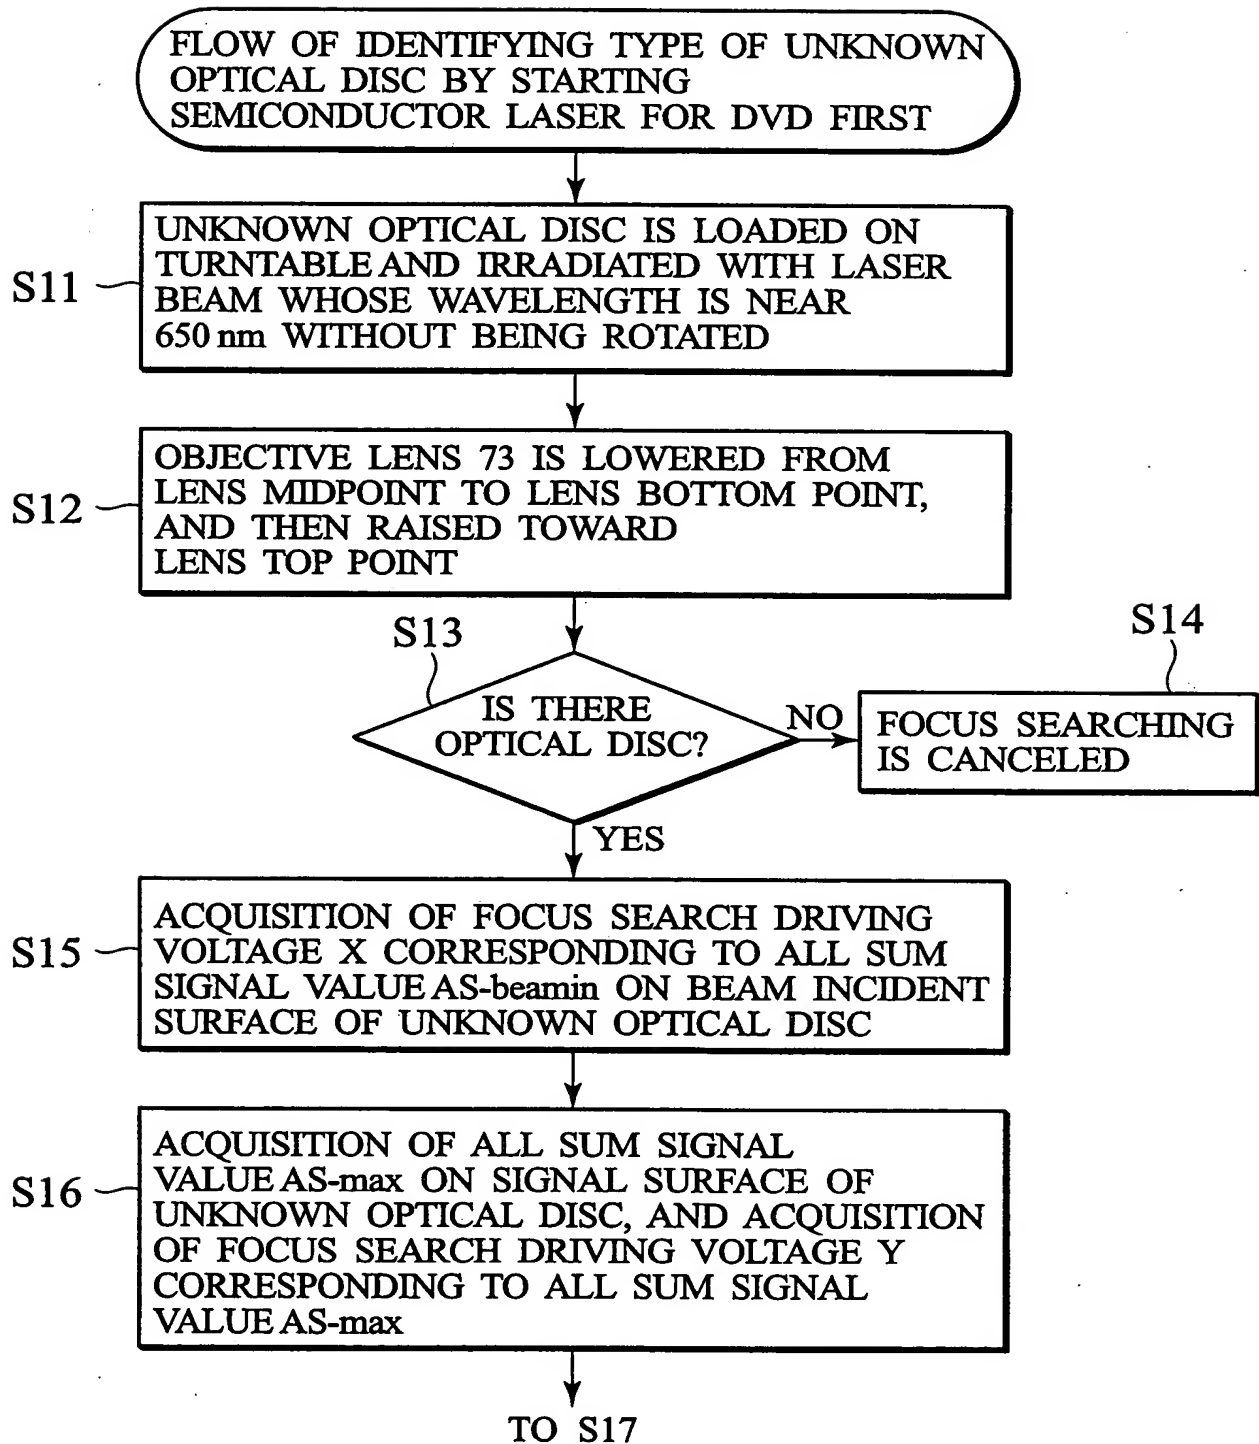 FLOW OF IDENTIFYING TYPE OF UNKNOWN
OPTICAL DISC BY STARTING
SEMICONDUCTOR LASER FOR DVD FIRST
S11
UNKNOWN OPTICAL DISC IS LOADED ON
TURNTABLE AND IRRADIATED WITH LASER
BEAM WHOSE WAVELENGTH IS NEAR
650 nm WITHOUT BEING ROTATED
S12
OBJECTIVE LENS 73 IS LOWERED FROM
LENS MIDPOINT TO LENS BOTTOM POINT,
AND THEN RAISED TOWARD
LENS TOP POINT
S13
IS THERE
OPTICAL DISC?
NO
S14
FOCUS SEARCHING
IS CANCELED
YES
S15
ACQUISITION OF FOCUS SEARCH DRIVING
VOLTAGE X CORRESPONDING TO ALL SUM
SIGNAL VALUE AS-beamin ON BEAM INCIDENT
SURFACE OF UNKNOWN OPTICAL DISC
S16
ACQUISITION OF ALL SUM SIGNAL
VALUE AS-max ON SIGNAL SURFACE OF
UNKNOWN OPTICAL DISC, AND ACQUISITION
OF FOCUS SEARCH DRIVING VOLTAGE Y
CORRESPONDING TO ALL SUM SIGNAL
VALUE AS-max
TO S17